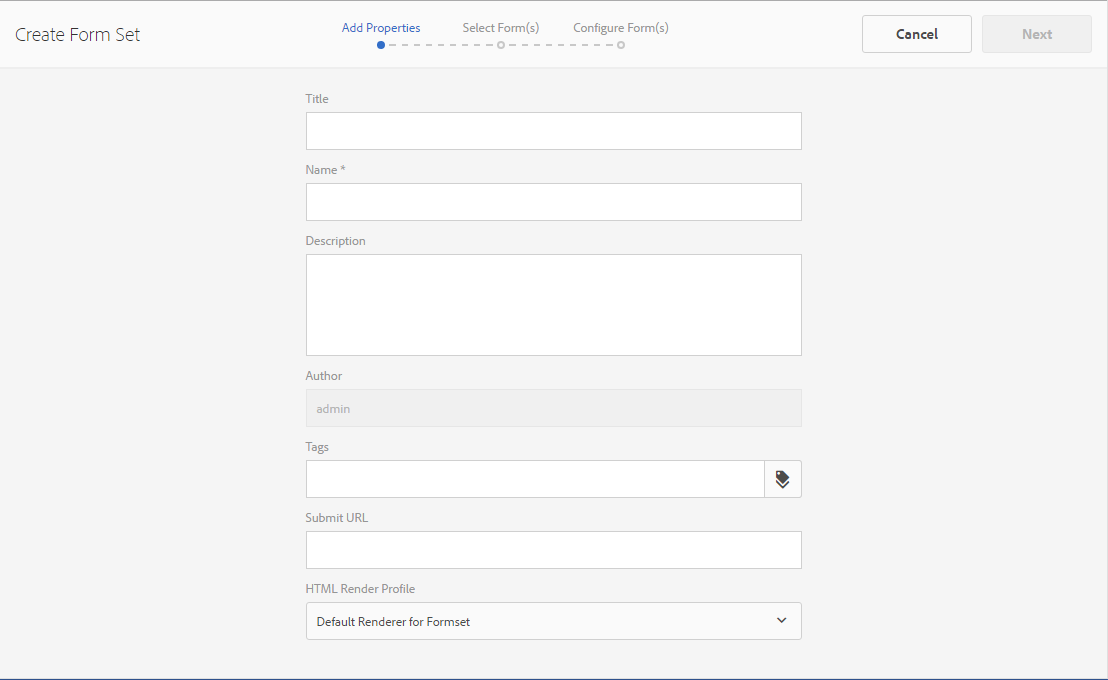 Create Form Set
Add Properties
Select Form(s)
Configure Form(s)
Cancel
Next
Title
Name *
Description
Author
admin
Tags
Submit URL
HTML Render Profile
Default Renderer for Formset